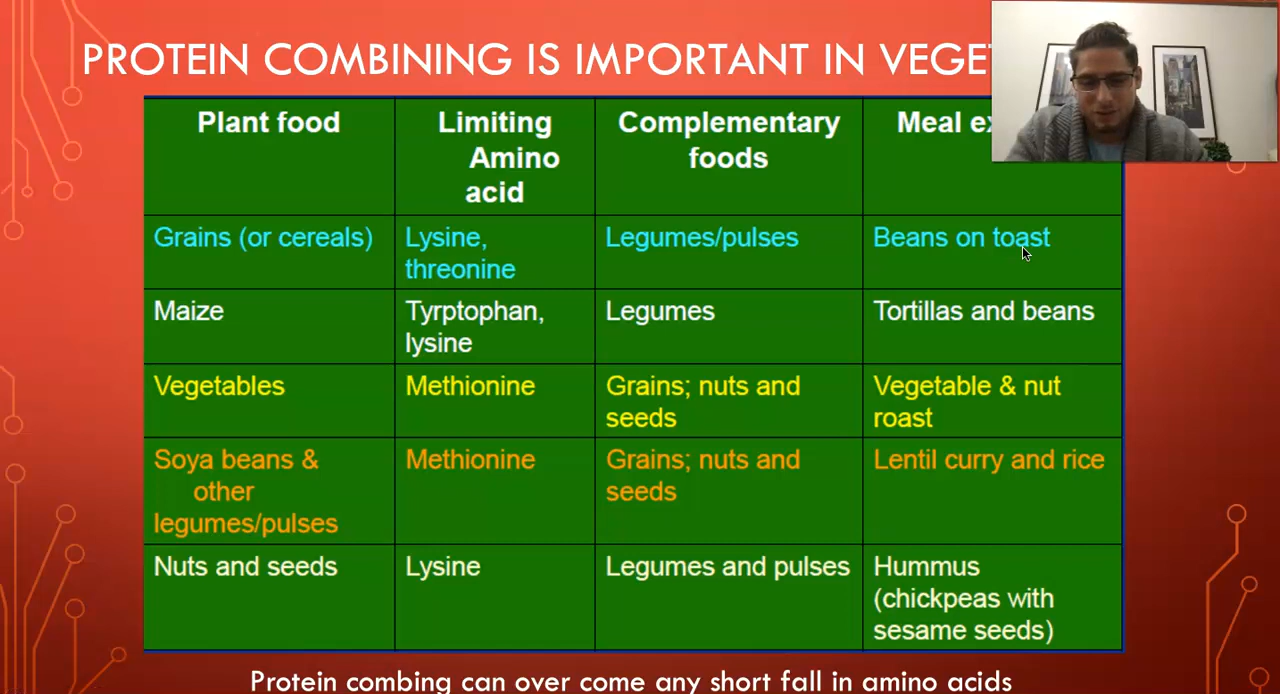 PROTEIN COMBINING IS IMPORTANT IN
Plant food
Limiting
Amino
acid
Complementary
foods
Meal
Grains (or cereals)
Lysine,
threonine
Legumes/pulses
Beans on toast
Maize
Tyrptophan,
lysine
Legumes
Tortillas and beans
Vegetables
Methionine
Grains; nuts and
seeds
Vegetable & nut
roast
Soya beans &
other
legumes/pulses
Methionine
Grains; nuts and
seeds
Lentil curry and rice
Nuts and seeds
Lysine
Legumes and pulses
Hummus
(chickpeas with
sesame seeds)
Protein combing can over come any short fall in amino acids